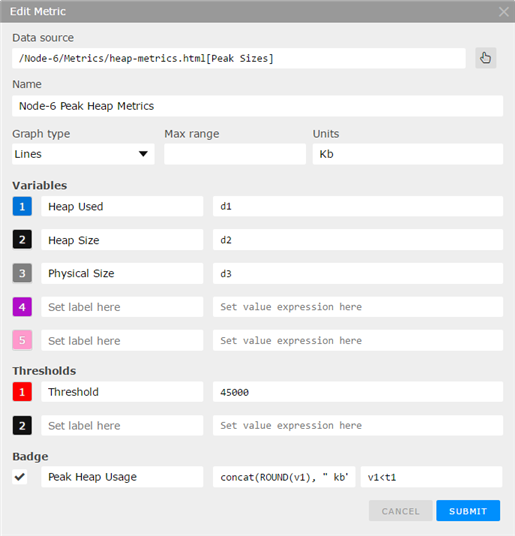 Edit Metric
Data source
/Node-6/Metrics/heap-metrics.html[Peak Sizes]
Name
Node-6 Peak Heap Metrics
Graph type Max range Units
Lines Kb
Variables
1 Heap Used d1
2 Heap Size d2
3 Physical Size d3
4 Set label here Set value expression here
5 Set label here Set value expression here
Thresholds
1 Threshold 45000
2 Set label here Set value expression here
Badge
Peak Heap Usage concat(ROUND(v1), " kb" v1<t1
CANCEL SUBMIT